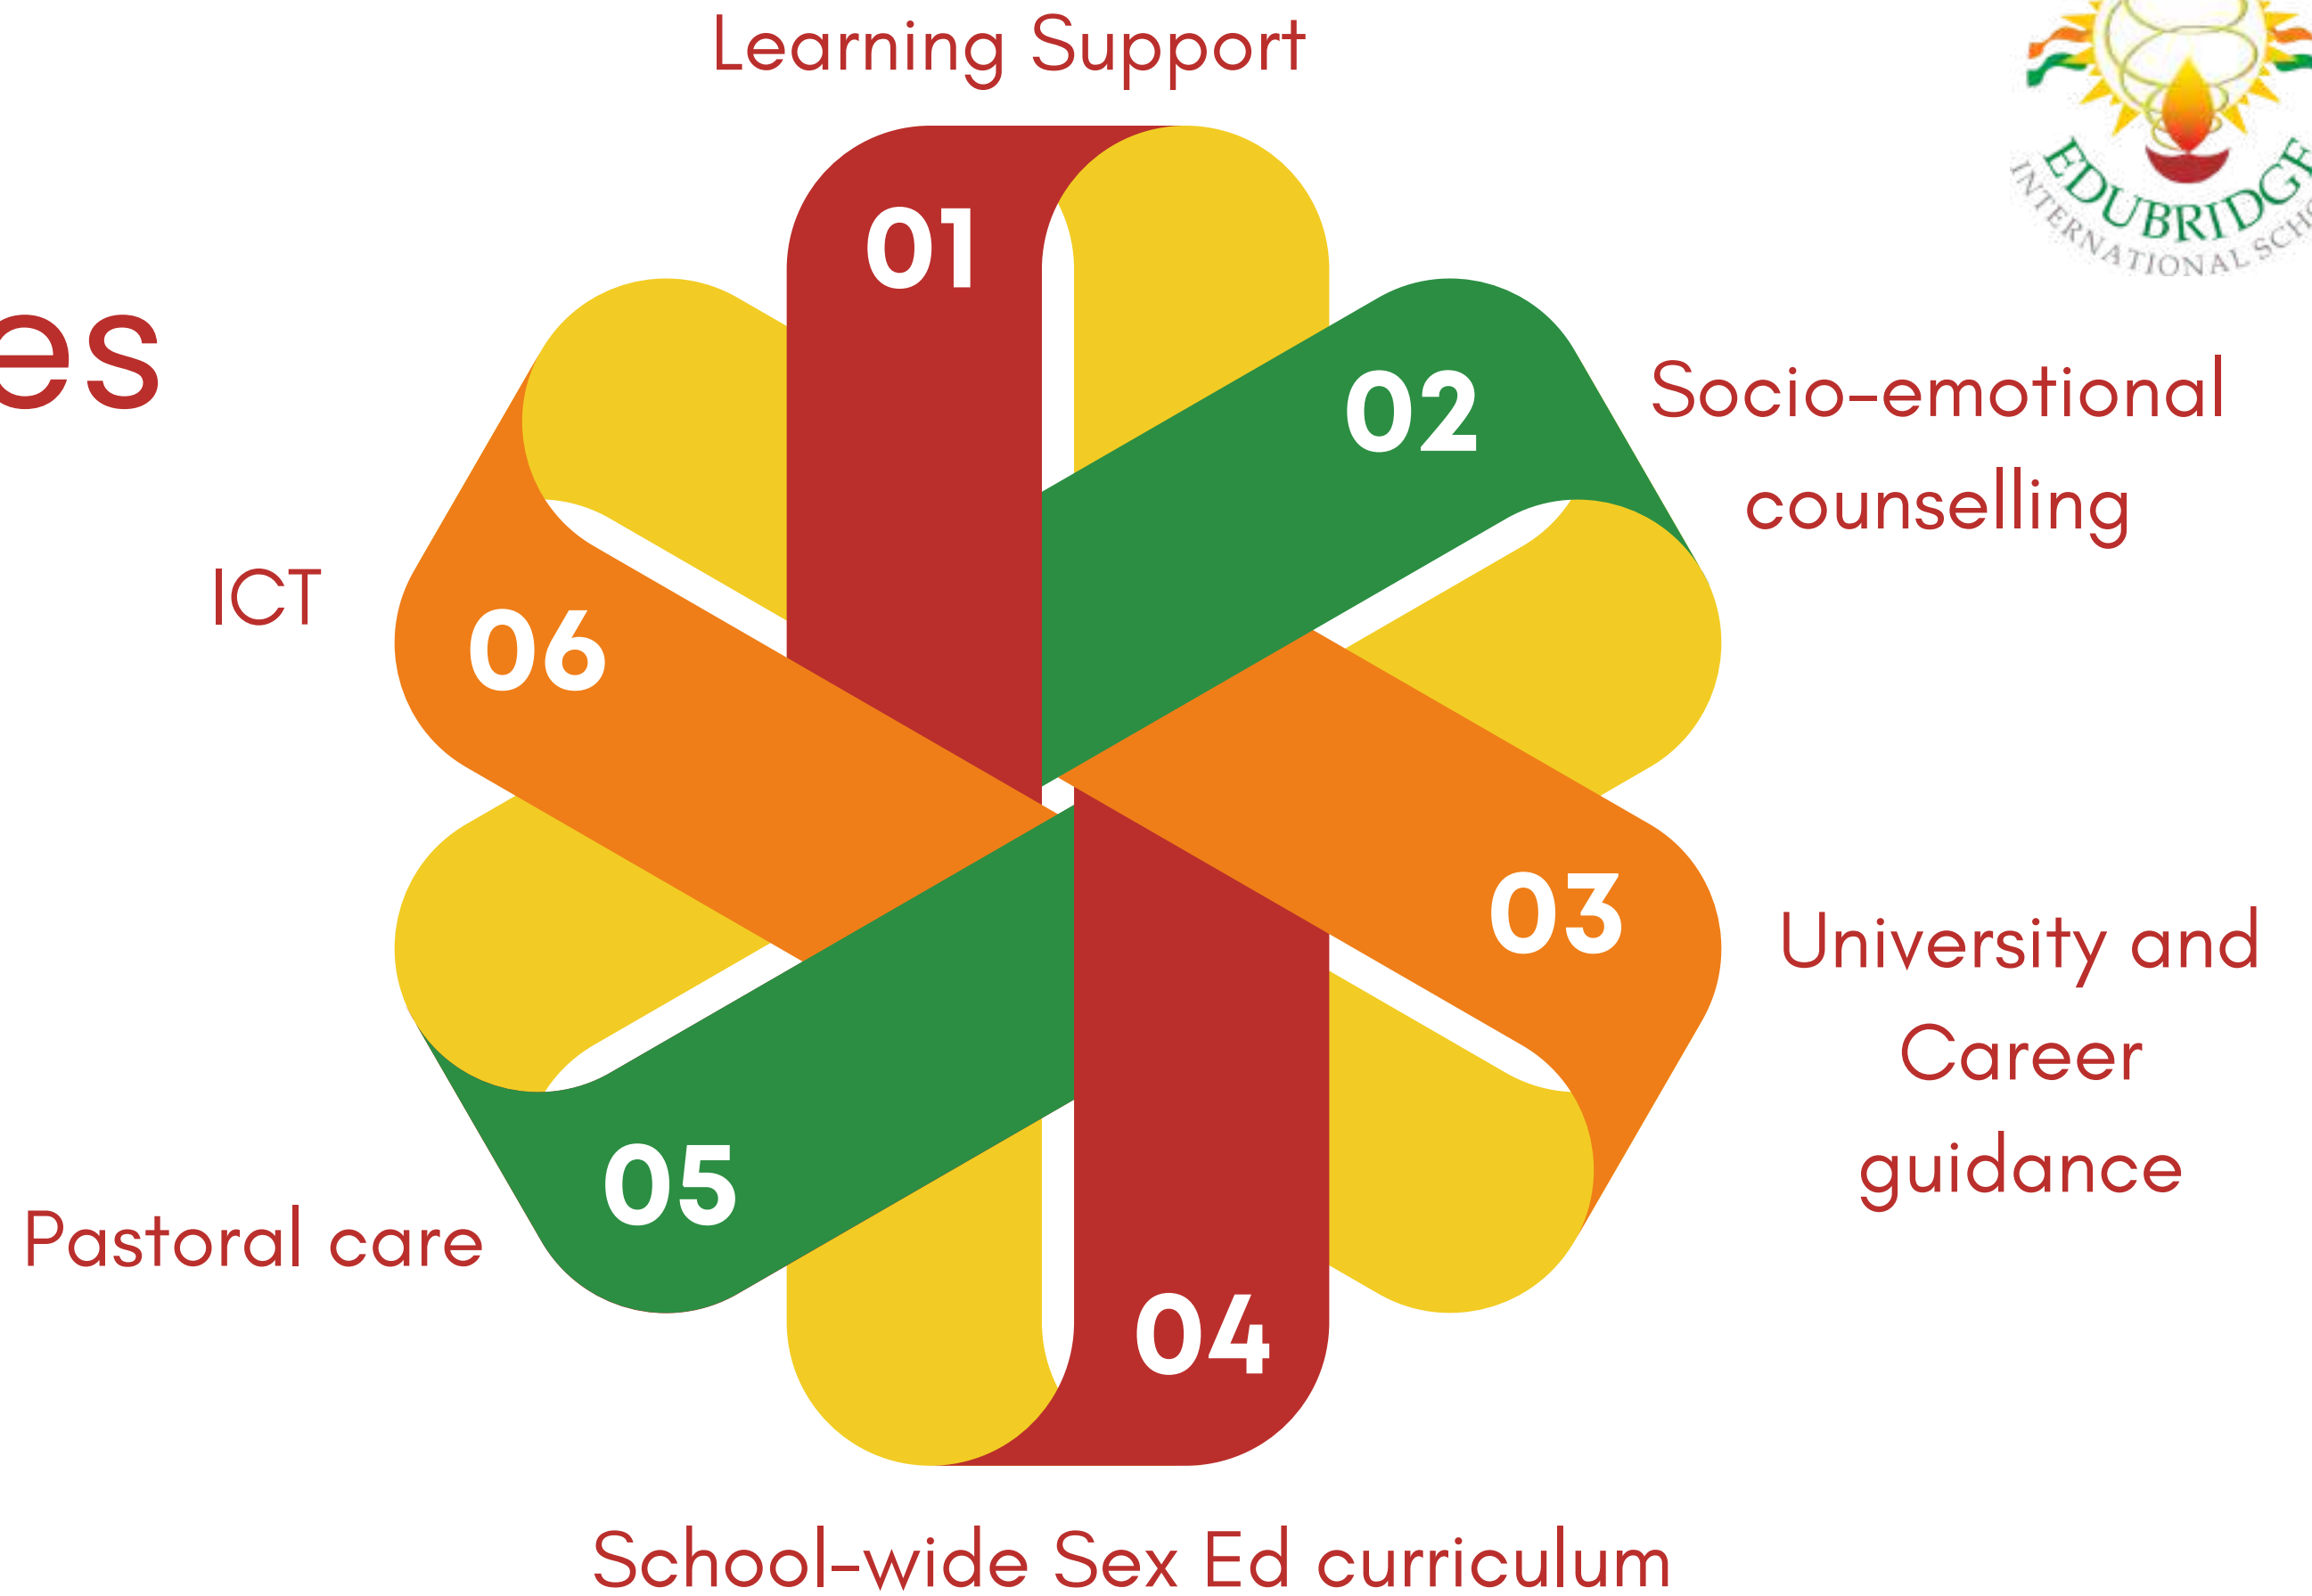 Learning Support
EDUBRIDGE
INTERNATIONAL
01
es
02
Socio-emotional
counselling
ICT
06
03
University and
Career
guidance
05
Pastoral care
04
School-wide Sex Ed curriculum